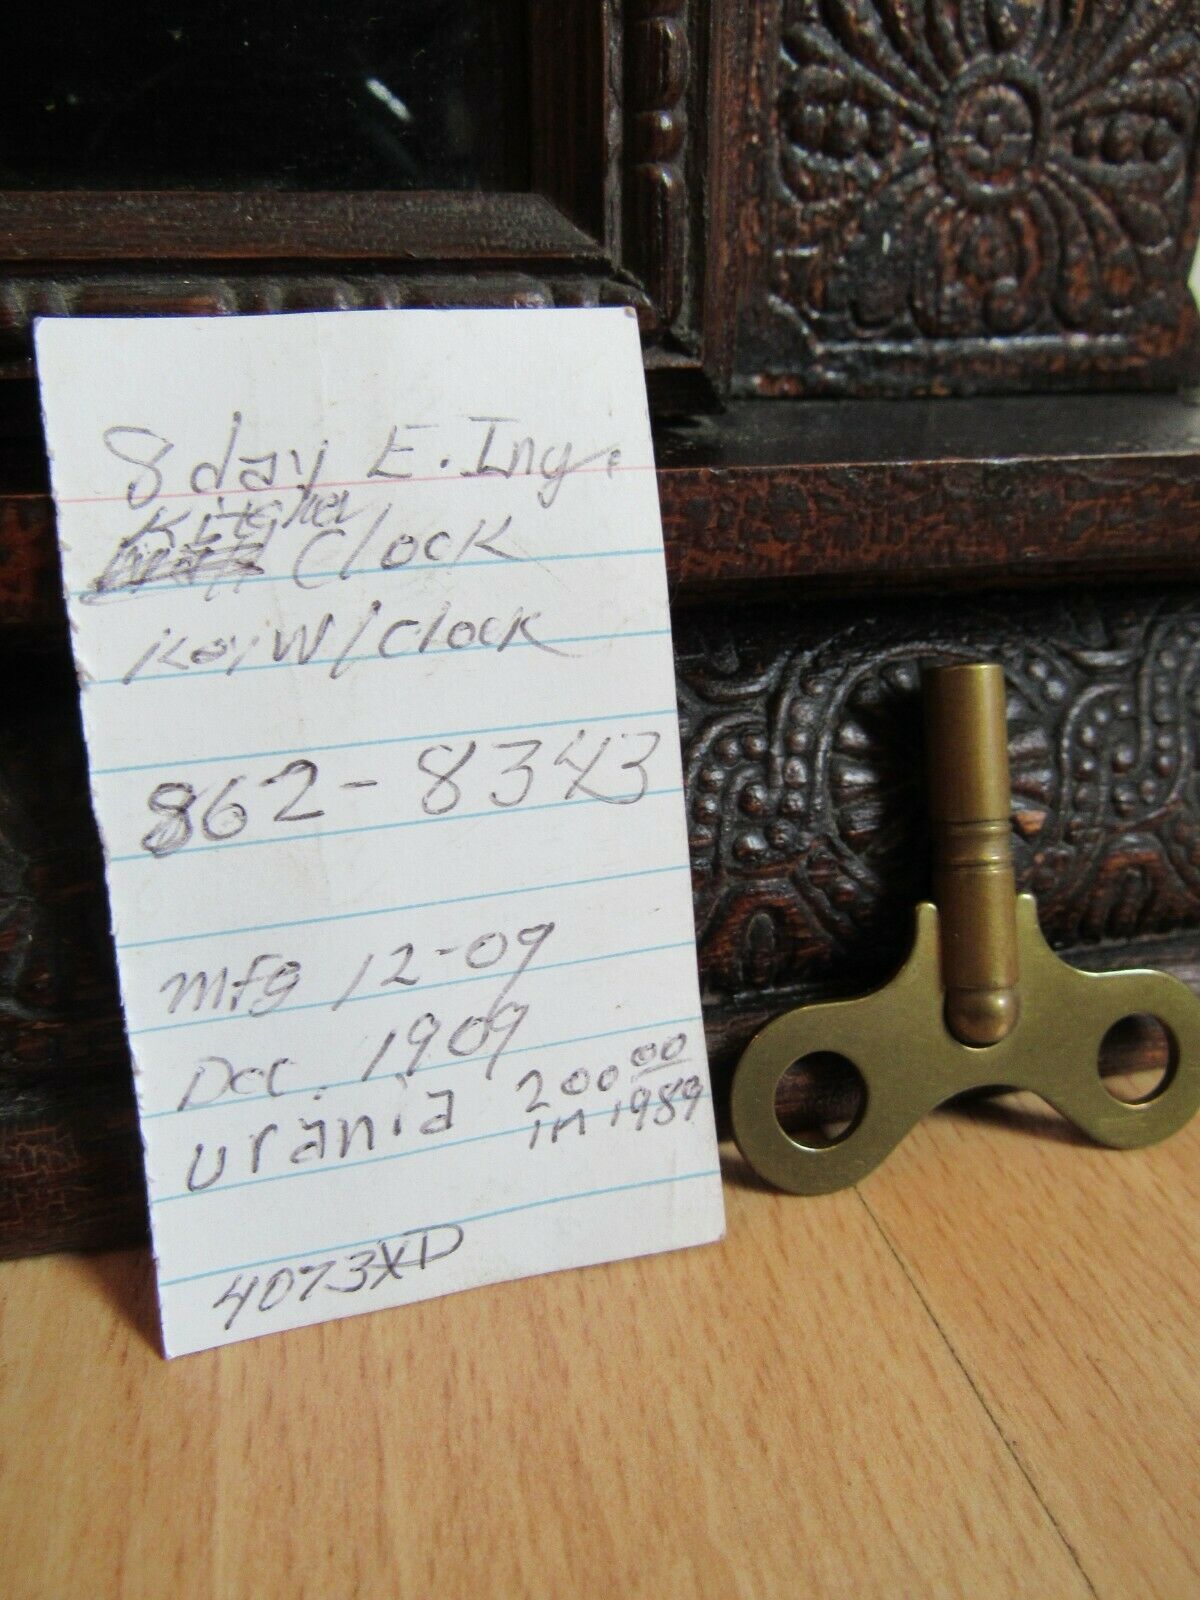 8 day E. Ing.
Kitchen
Clock
Key W/Clock
862-8343
mfg 12-09
Dec. 1909
urania 200 00
in 1989
4073XD